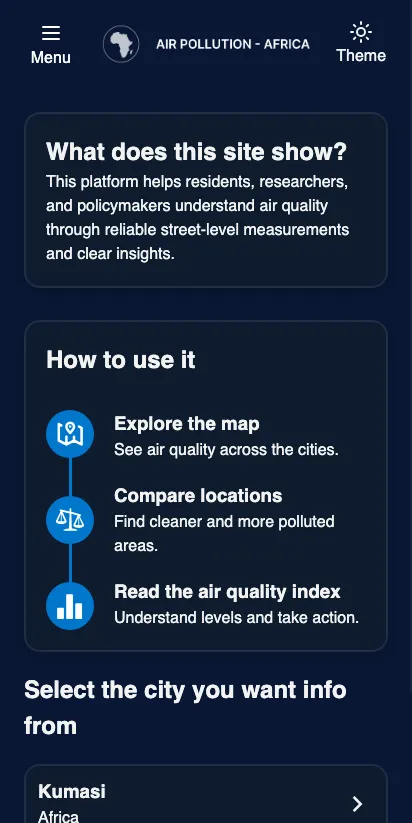 Menu
AIR POLLUTION - AFRICA
Theme
What does this site show?
This platform helps residents, researchers,
and policymakers understand air quality
through reliable street-level measurements
and clear insights.
How to use it
Explore the map
See air quality across the cities.
Compare locations
Find cleaner and more polluted
areas.
Read the air quality index
Understand levels and take action.
Select the city you want info
from
Kumasi
Africa